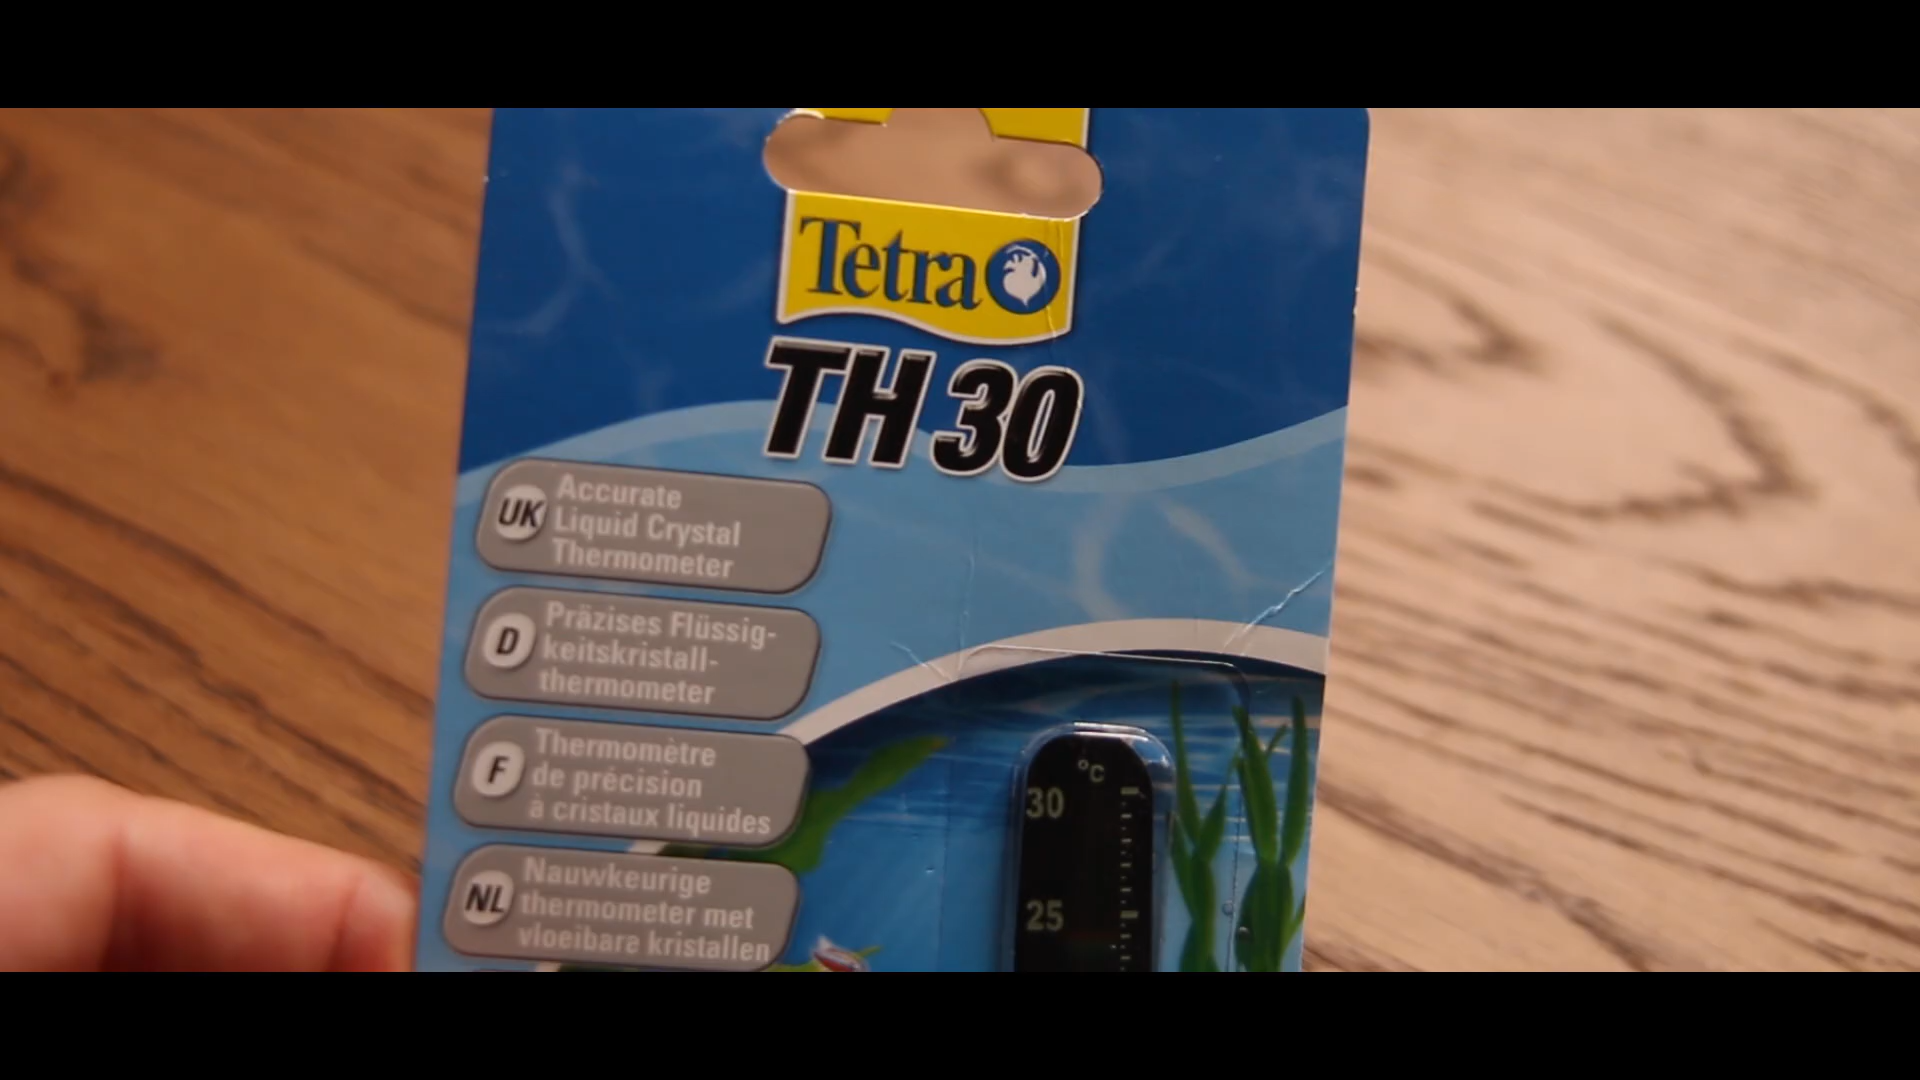 Tetra
TH 30
UK
Accurate
Liquid Crystal
Thermometer
D
Präzises Flüssig-
keitskristall-
thermometer
F
Thermomètre
de précision
à cristaux liquides
NL
Nauwkeurige
thermometer met
vloeibare kristallen
°C
30
25